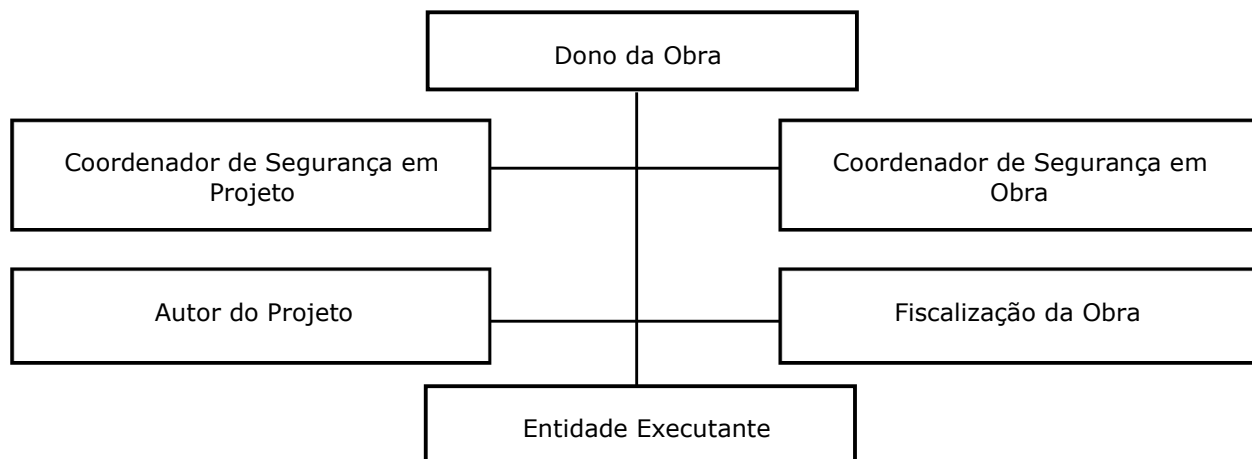 Dono da Obra
Coordenador de Segurança em
Projeto
Coordenador de Segurança em
Obra
Autor do Projeto
Fiscalização da Obra
Entidade Executante